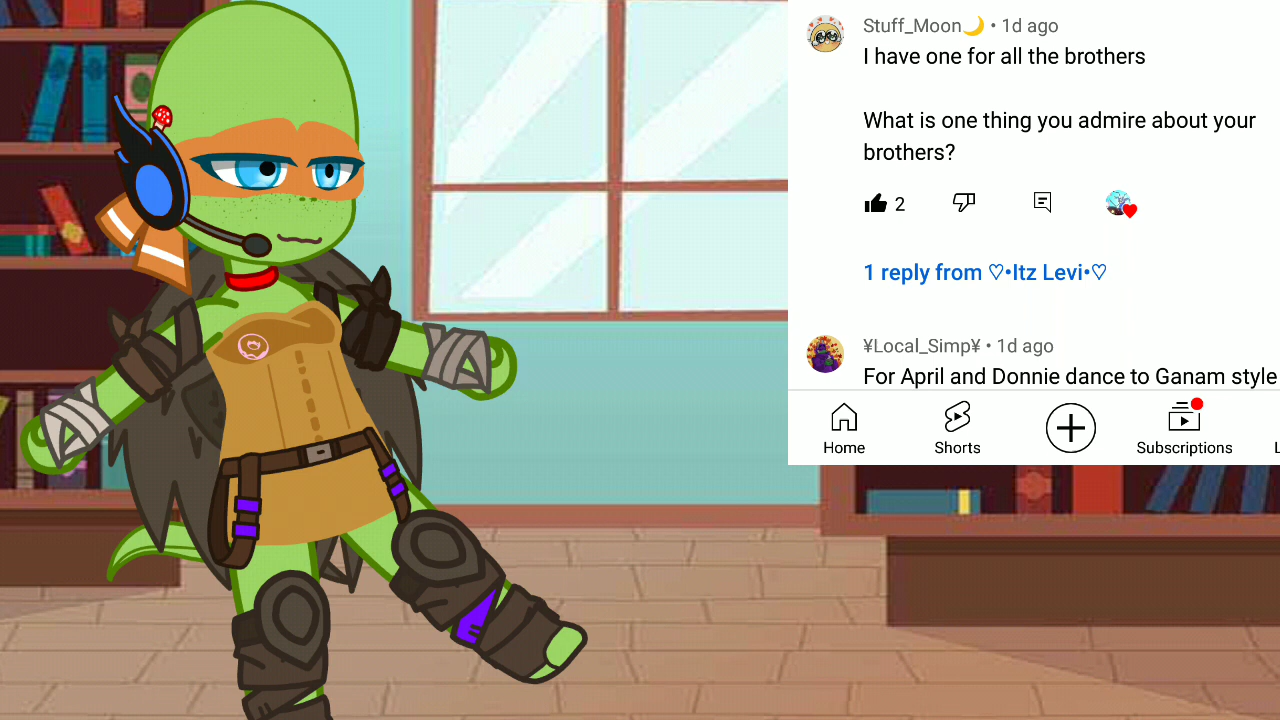 Stuff_Moon🌙 • 1d ago
I have one for all the brothers
What is one thing you admire about your
brothers?
2
1 reply from ♡•Itz Levi•♡
¥Local_Simp¥ • 1d ago
For April and Donnie dance to Ganam style
Home Shorts Subscriptions L